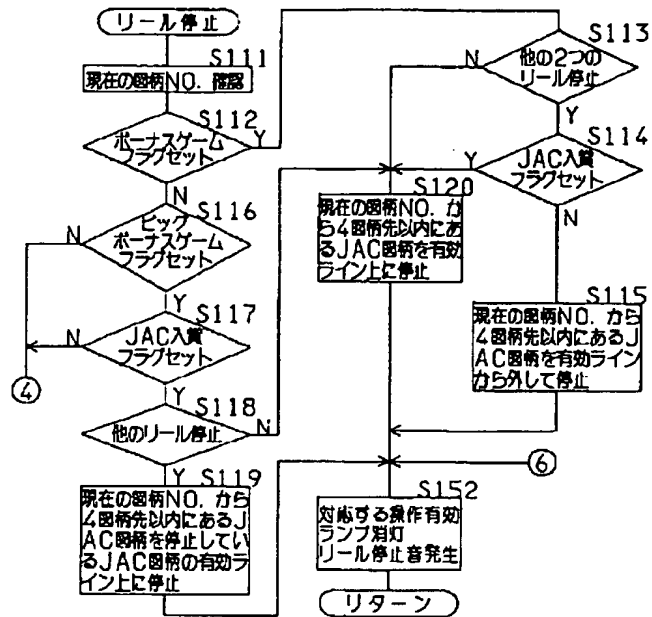 リール停止
S111
現在の図柄NO. 確認
S112
ボーナスゲーム
フラグセット
Y
N
S116
ビッグ
ボーナスゲーム
フラグセット
N
Y
S117
JAC入賞
フラグセット
N
④
Y
S118
他のリール停止
N
Y
S119
現在の図柄NO. から
4図柄先以内にあるJ
AC図柄を停止してい
るJAC図柄の有効ラ
イン上に停止
S113
他の2つの
リール停止
N
Y
S114
JAC入賞
フラグセット
Y
N
S120
現在の図柄NO. か
ら4図柄先以内にあ
るJAC図柄を有効
ライン上に停止
S115
現在の図柄NO. から
4図柄先以内にあるJ
AC図柄を有効ライン
から外して停止
⑥
S152
対応する操作有効
ランプ消灯
リール停止音発生
リターン